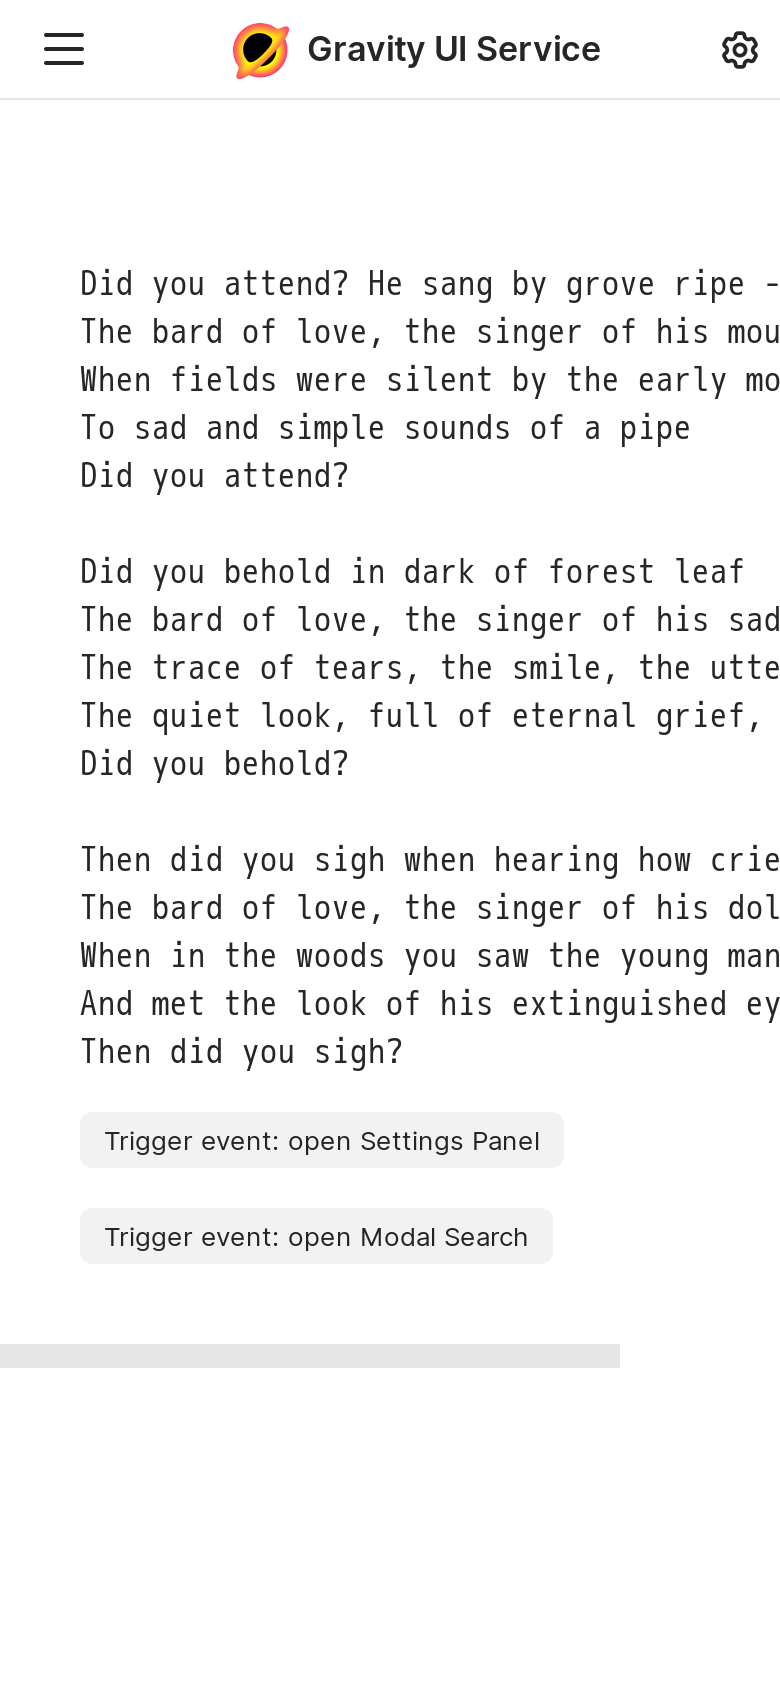 Gravity UI Service
Did you attend? He sang by grove ripe -
The bard of love, the singer of his mou
When fields were silent by the early mo
To sad and simple sounds of a pipe
Did you attend?
Did you behold in dark of forest leaf
The bard of love, the singer of his sad
The trace of tears, the smile, the utte
The quiet look, full of eternal grief,
Did you behold?
Then did you sigh when hearing how crie
The bard of love, the singer of his dol
When in the woods you saw the young man
And met the look of his extinguished ey
Then did you sigh?
Trigger event: open Settings Panel
Trigger event: open Modal Search